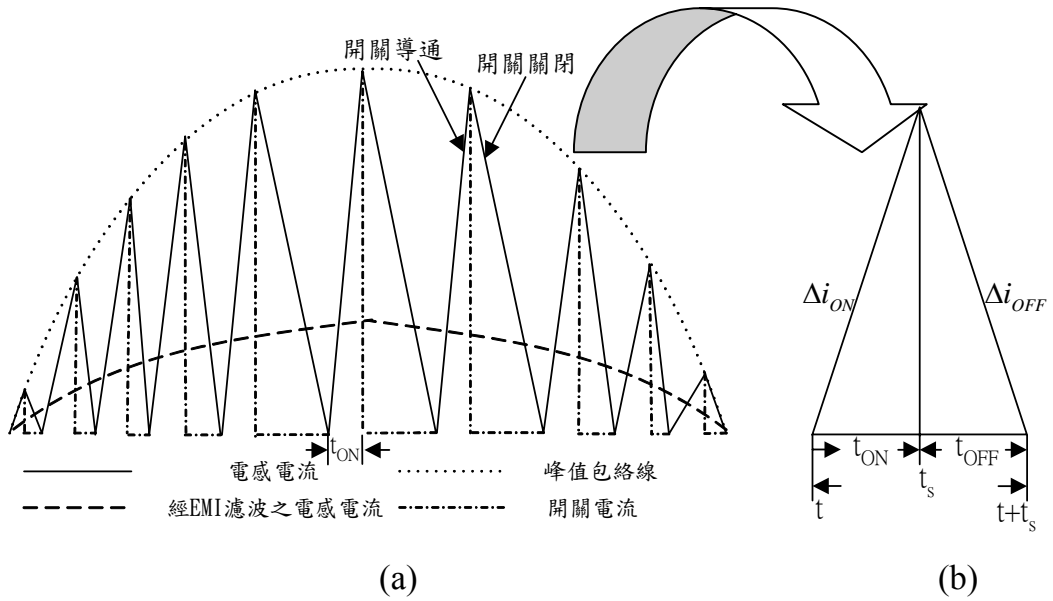 開關導通
開關關閉
Δi_ON
Δi_OFF
t_ON
t_ON
t_OFF
t_s
t
t+t_s
電感電流
峰值包絡線
經EMI濾波之電感電流
開關電流
(a)
(b)